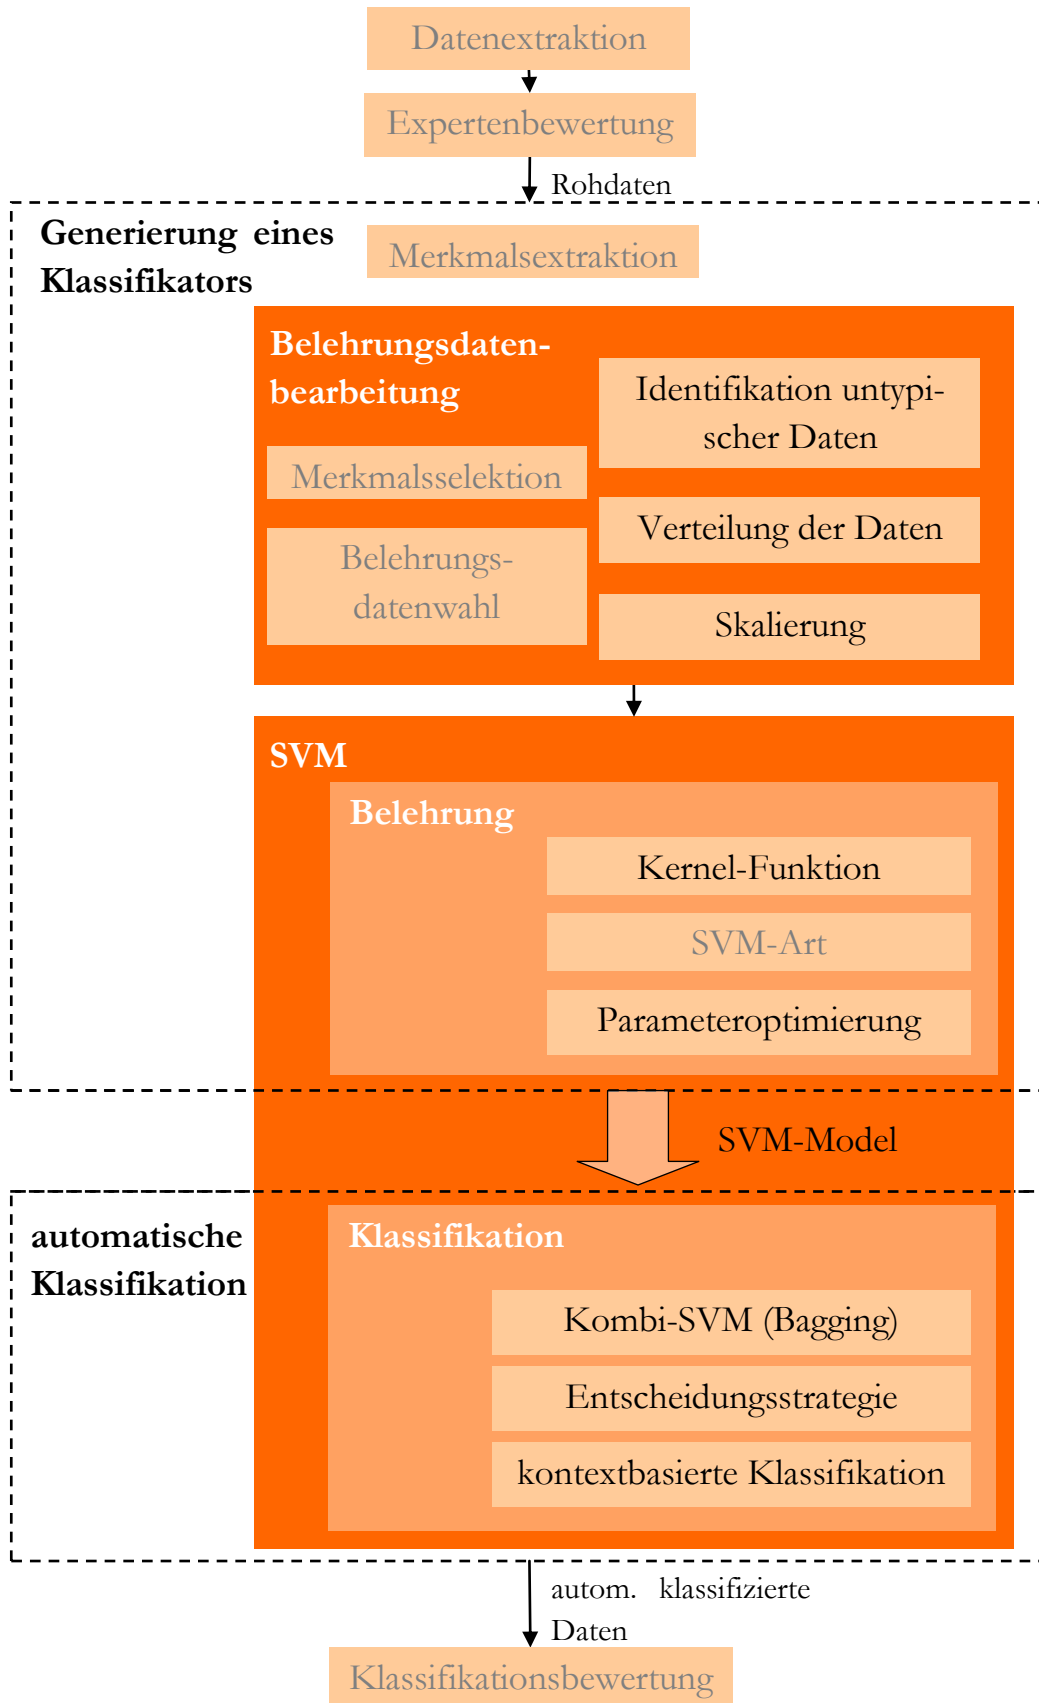 Datenextraktion
Expertenbewertung
Rohdaten
Generierung eines
Klassifikators
Merkmalsextraktion
Belehrungsdaten-
bearbeitung
Identifikation untypi-
scher Daten
Merkmalsselektion
Verteilung der Daten
Belehrungs-
datenwahl
Skalierung
SVM
Belehrung
Kernel-Funktion
SVM-Art
Parameteroptimierung
SVM-Model
automatische
Klassifikation
Klassifikation
Kombi-SVM (Bagging)
Entscheidungsstrategie
kontextbasierte Klassifikation
autom. klassifizierte
Daten
Klassifikationsbewertung